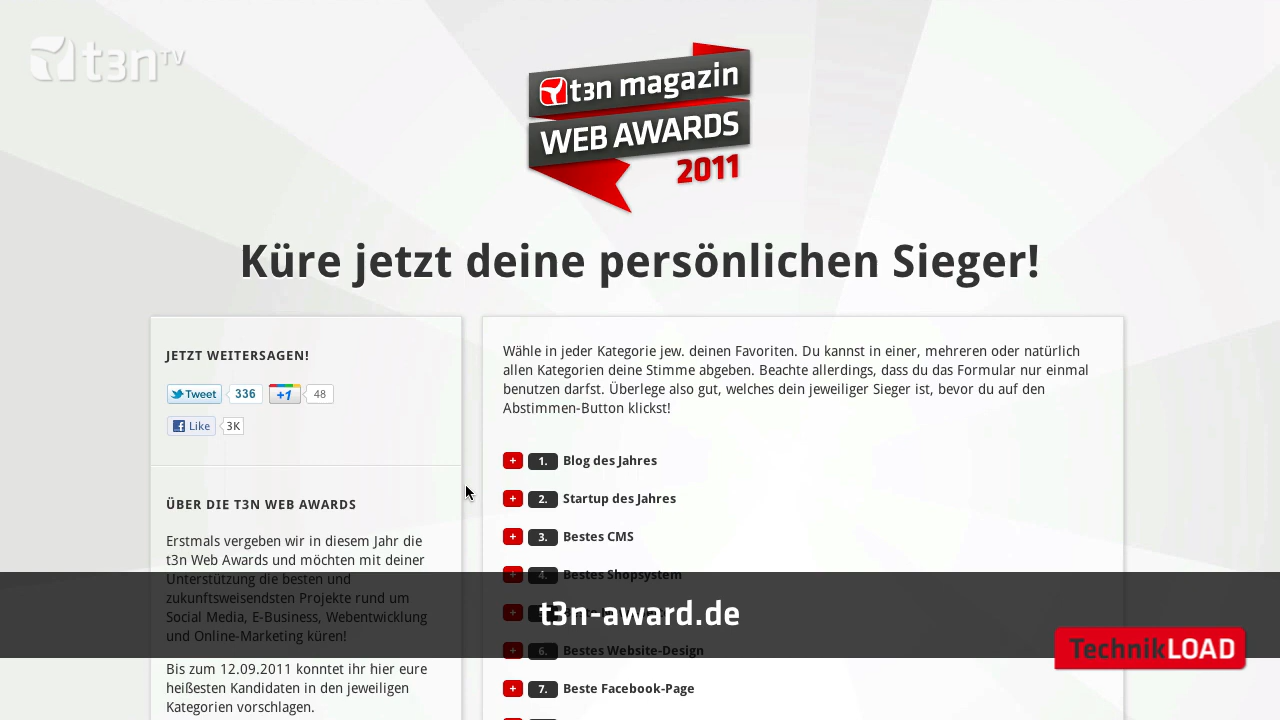 t3n TV
t3n magazin
WEB AWARDS
2011
Küre jetzt deine persönlichen Sieger!
JETZT WEITERSAGEN!
Tweet 336 +1 48
Like 3K
ÜBER DIE T3N WEB AWARDS
Erstmals vergeben wir in diesem Jahr die
t3n Web Awards und möchten mit deiner
Unterstützung die besten und
zukunftsweisendsten Projekte rund um
Social Media, E-Business, Webentwicklung
und Online-Marketing küren!
Bis zum 12.09.2011 konntet ihr hier eure
heißesten Kandidaten in den jeweiligen
Kategorien vorschlagen.
Wähle in jeder Kategorie jew. deinen Favoriten. Du kannst in einer, mehreren oder natürlich
allen Kategorien deine Stimme abgeben. Beachte allerdings, dass du das Formular nur einmal
benutzen darfst. Überlege also gut, welches dein jeweiliger Sieger ist, bevor du auf den
Abstimmen-Button klickst!
+ 1. Blog des Jahres
+ 2. Startup des Jahres
+ 3. Bestes CMS
+ 4. Bestes Shopsystem
+
+ 6. Bestes Website-Design
+ 7. Beste Facebook-Page
t3n-award.de
TechnikLOAD